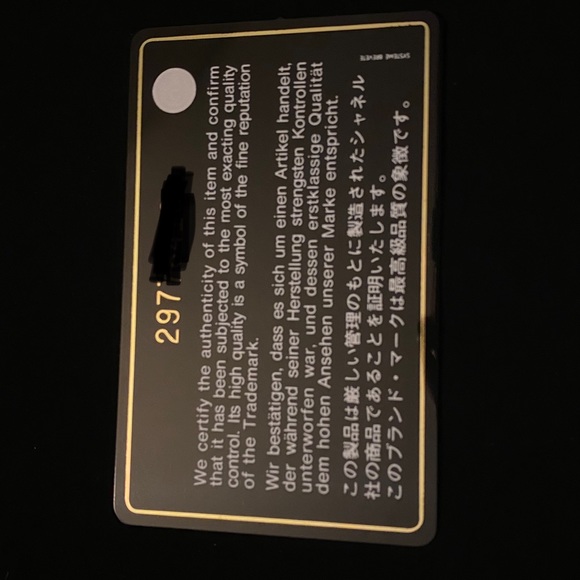 297
We certify the authenticity of this item and confirm
that it has been subjected to the most exacting quality
control. Its high quality is a symbol of the fine reputation
of the Trademark.
Wir bestätigen, dass es sich um einen Artikel handelt,
der während seiner Herstellung strengsten Kontrollen
unterworfen war, und dessen erstklassige Qualität
dem hohen Ansehen unserer Marke entspricht.
この製品は厳しい管理のもとに製造されたシャネル
社の商品であることを証明いたします。
このブランド・マークは最高級品質の象徴です。
SYSTEME BREVETE